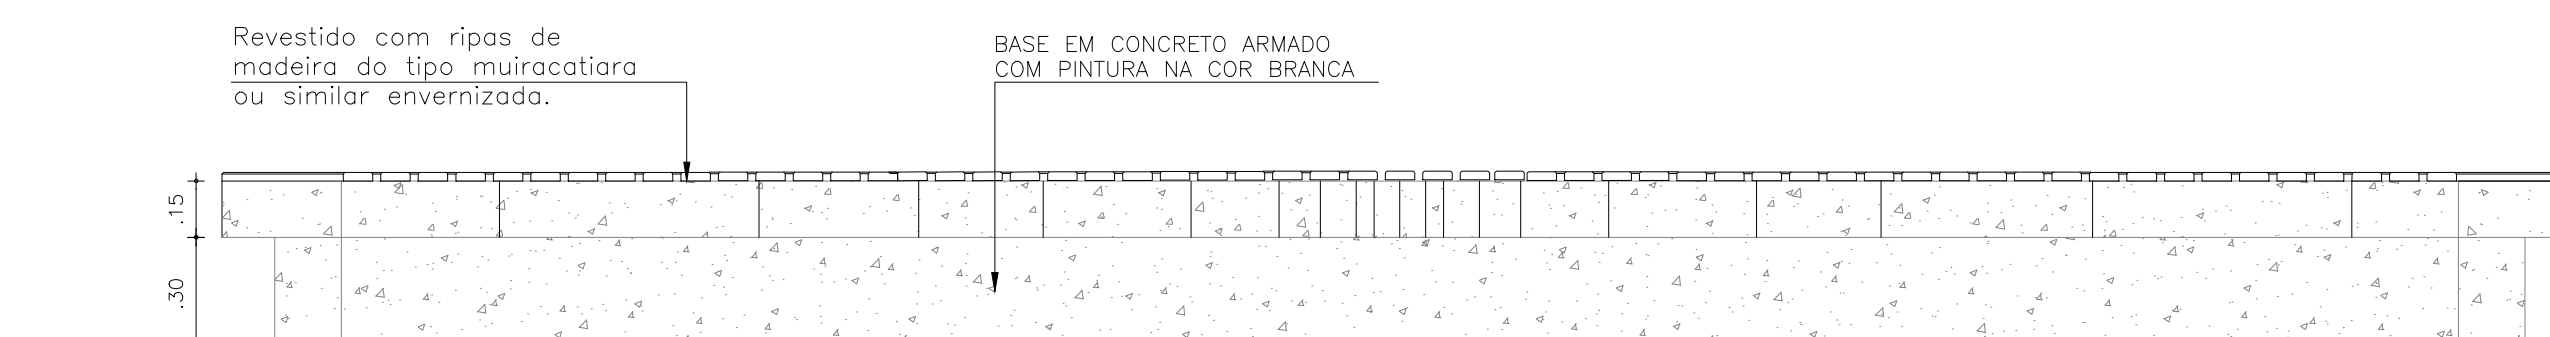 Revestido com ripas de
madeira do tipo muiracatiara
ou similar envernizada.
BASE EM CONCRETO ARMADO
COM PINTURA NA COR BRANCA
.15
.30